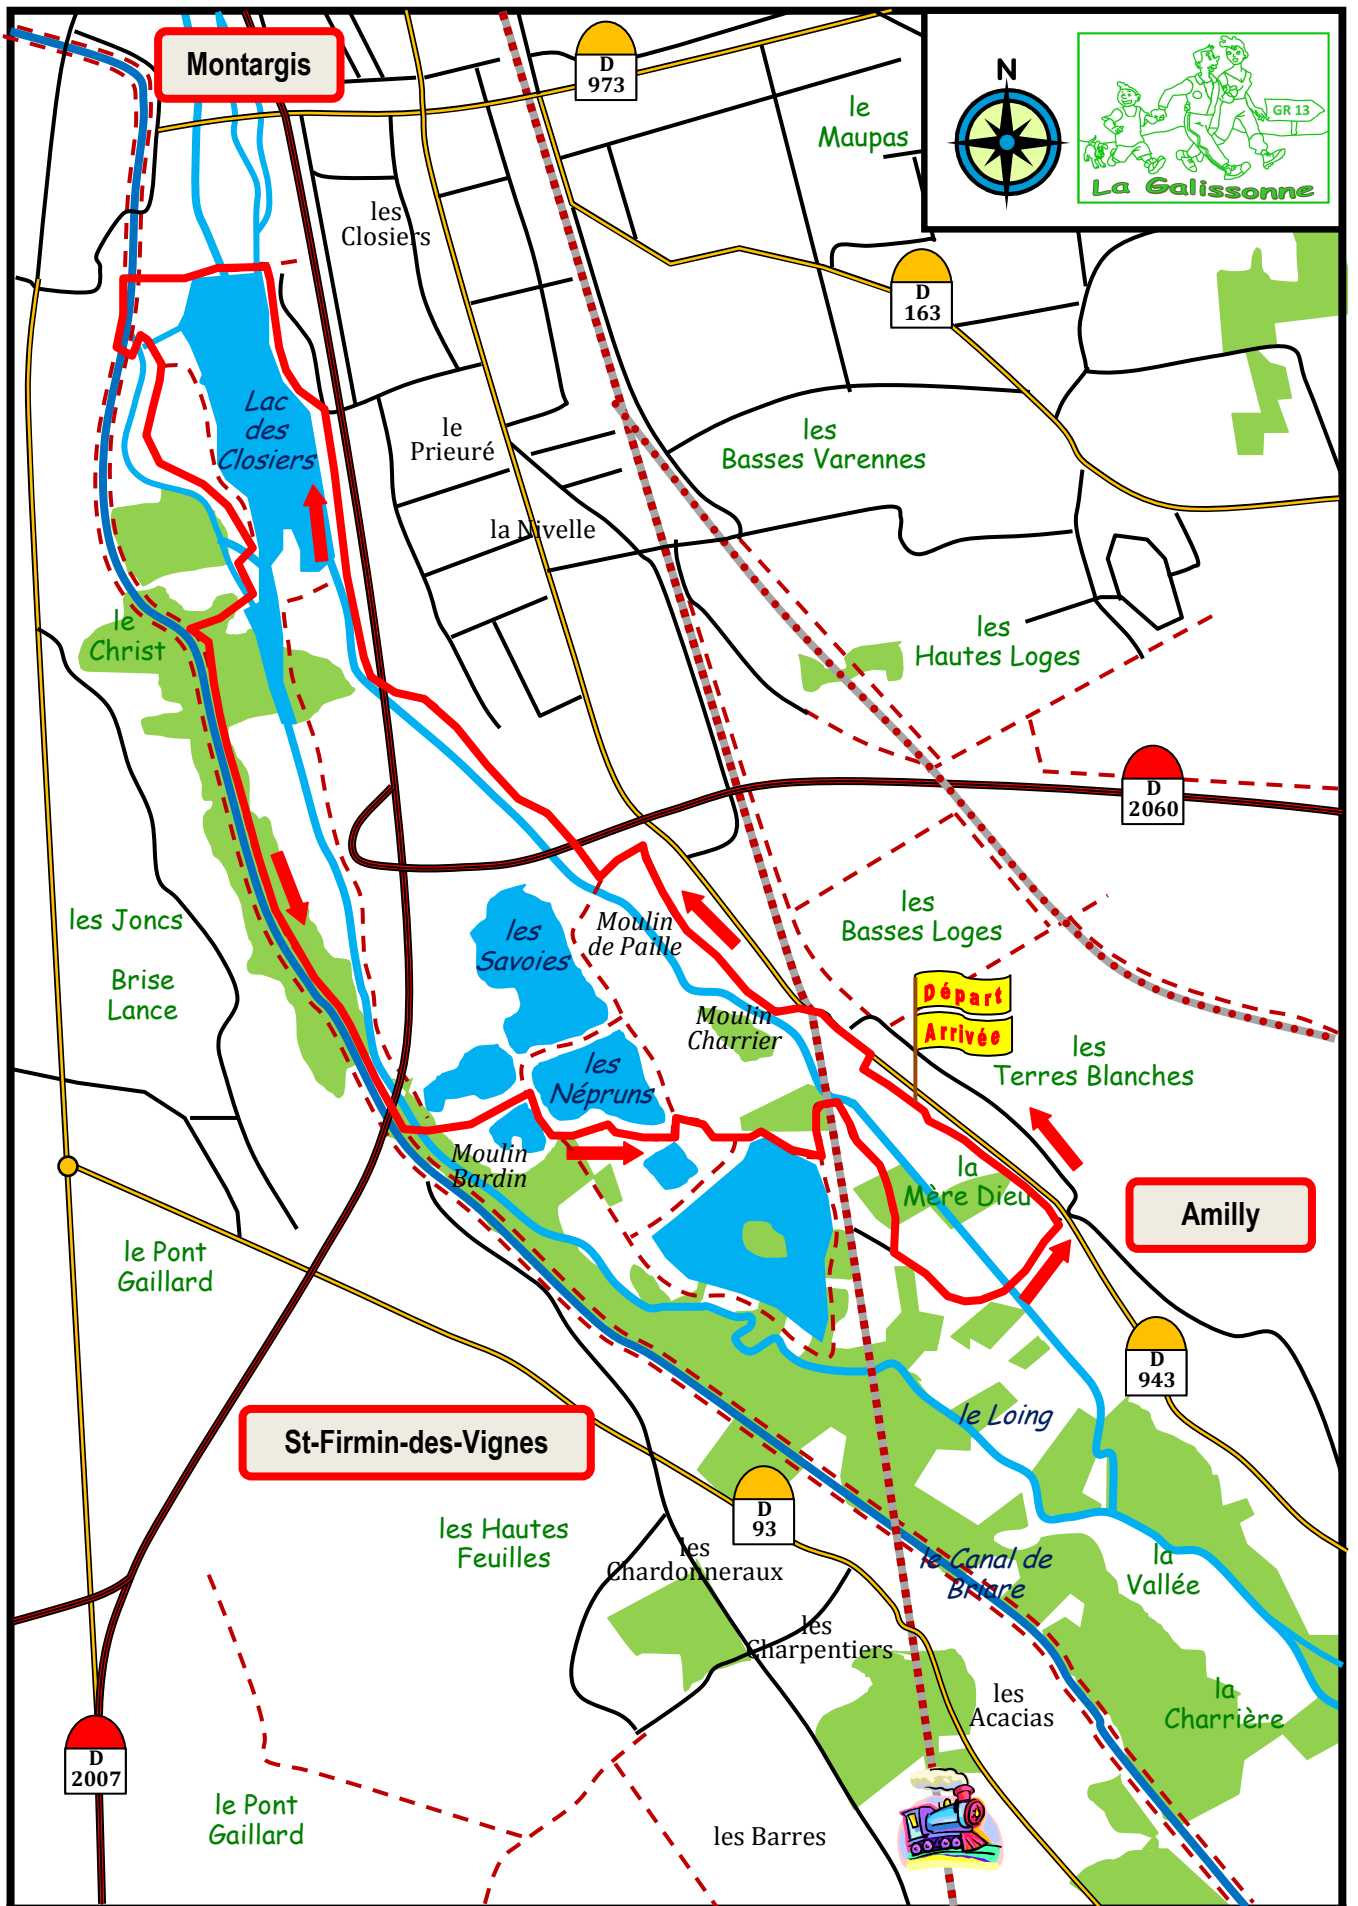 Montargis
D
973
N
GR 13
La Galissonne
le
Maupas
les
Closiers
D
163
Lac
des
Closiers
le
Prieuré
les
Basses Varennes
la Nivelle
le
Christ
les
Hautes Loges
D
2060
les Joncs
Brise
Lance
les
Savoies
Moulin
de Paille
les
Basses Loges
Départ
Arrivée
Moulin
Charrier
les
Terres Blanches
les
Népruns
Moulin
Bardin
la
Mère Dieu
Amilly
le Pont
Gaillard
D
943
St-Firmin-des-Vignes
le Loing
D
93
les Hautes
Feuilles
les
Chardonneraux
le Canal de
Briare
la
Vallée
les
Charpentiers
les
Acacias
la
Charrière
D
2007
le Pont
Gaillard
les Barres